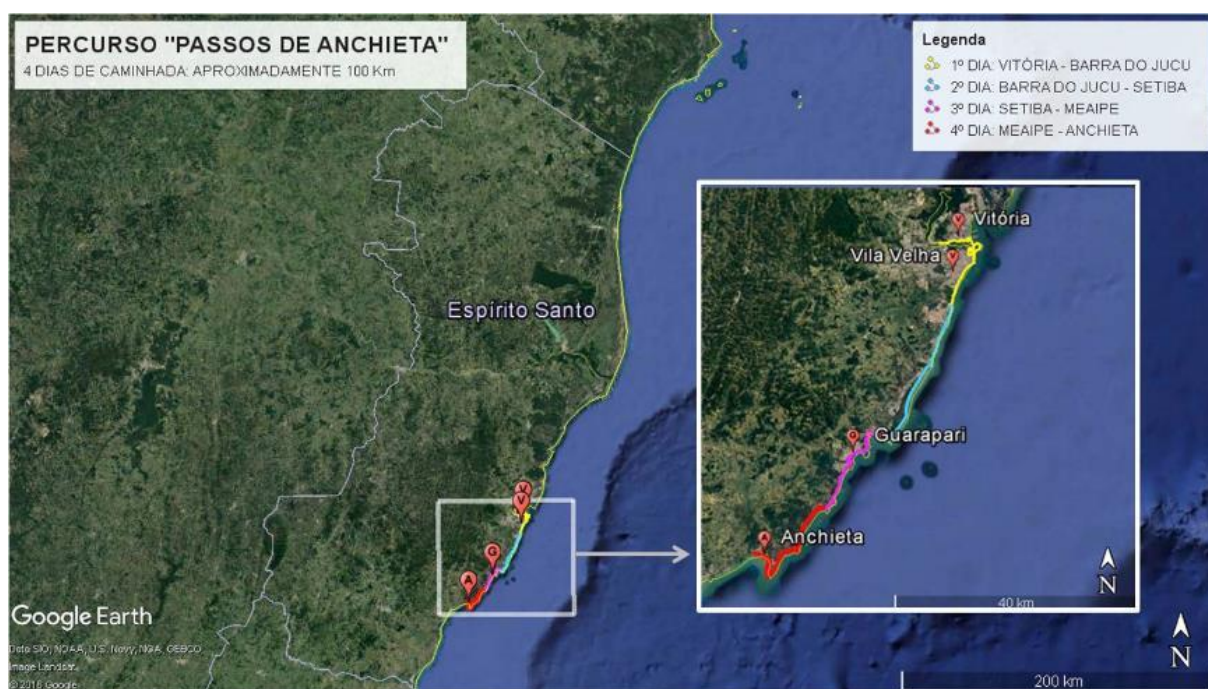 PERCURSO "PASSOS DE ANCHIETA"
4 DIAS DE CAMINHADA: APROXIMADAMENTE 100 Km
Legenda
1º DIA: VITÓRIA - BARRA DO JUCU
2º DIA: BARRA DO JUCU - SETIBA
3º DIA: SETIBA - MEAIPE
4º DIA: MEAIPE - ANCHIETA
Vitória
Vila Velha
Espírito Santo
Guarapari
Anchieta
V
V
G
A
V
V
G
A
N
40 km
Google Earth
Data SIO, NOAA, U.S. Navy, NGA, GEBCO
Image Landsat
© 2016 Google
N
200 km